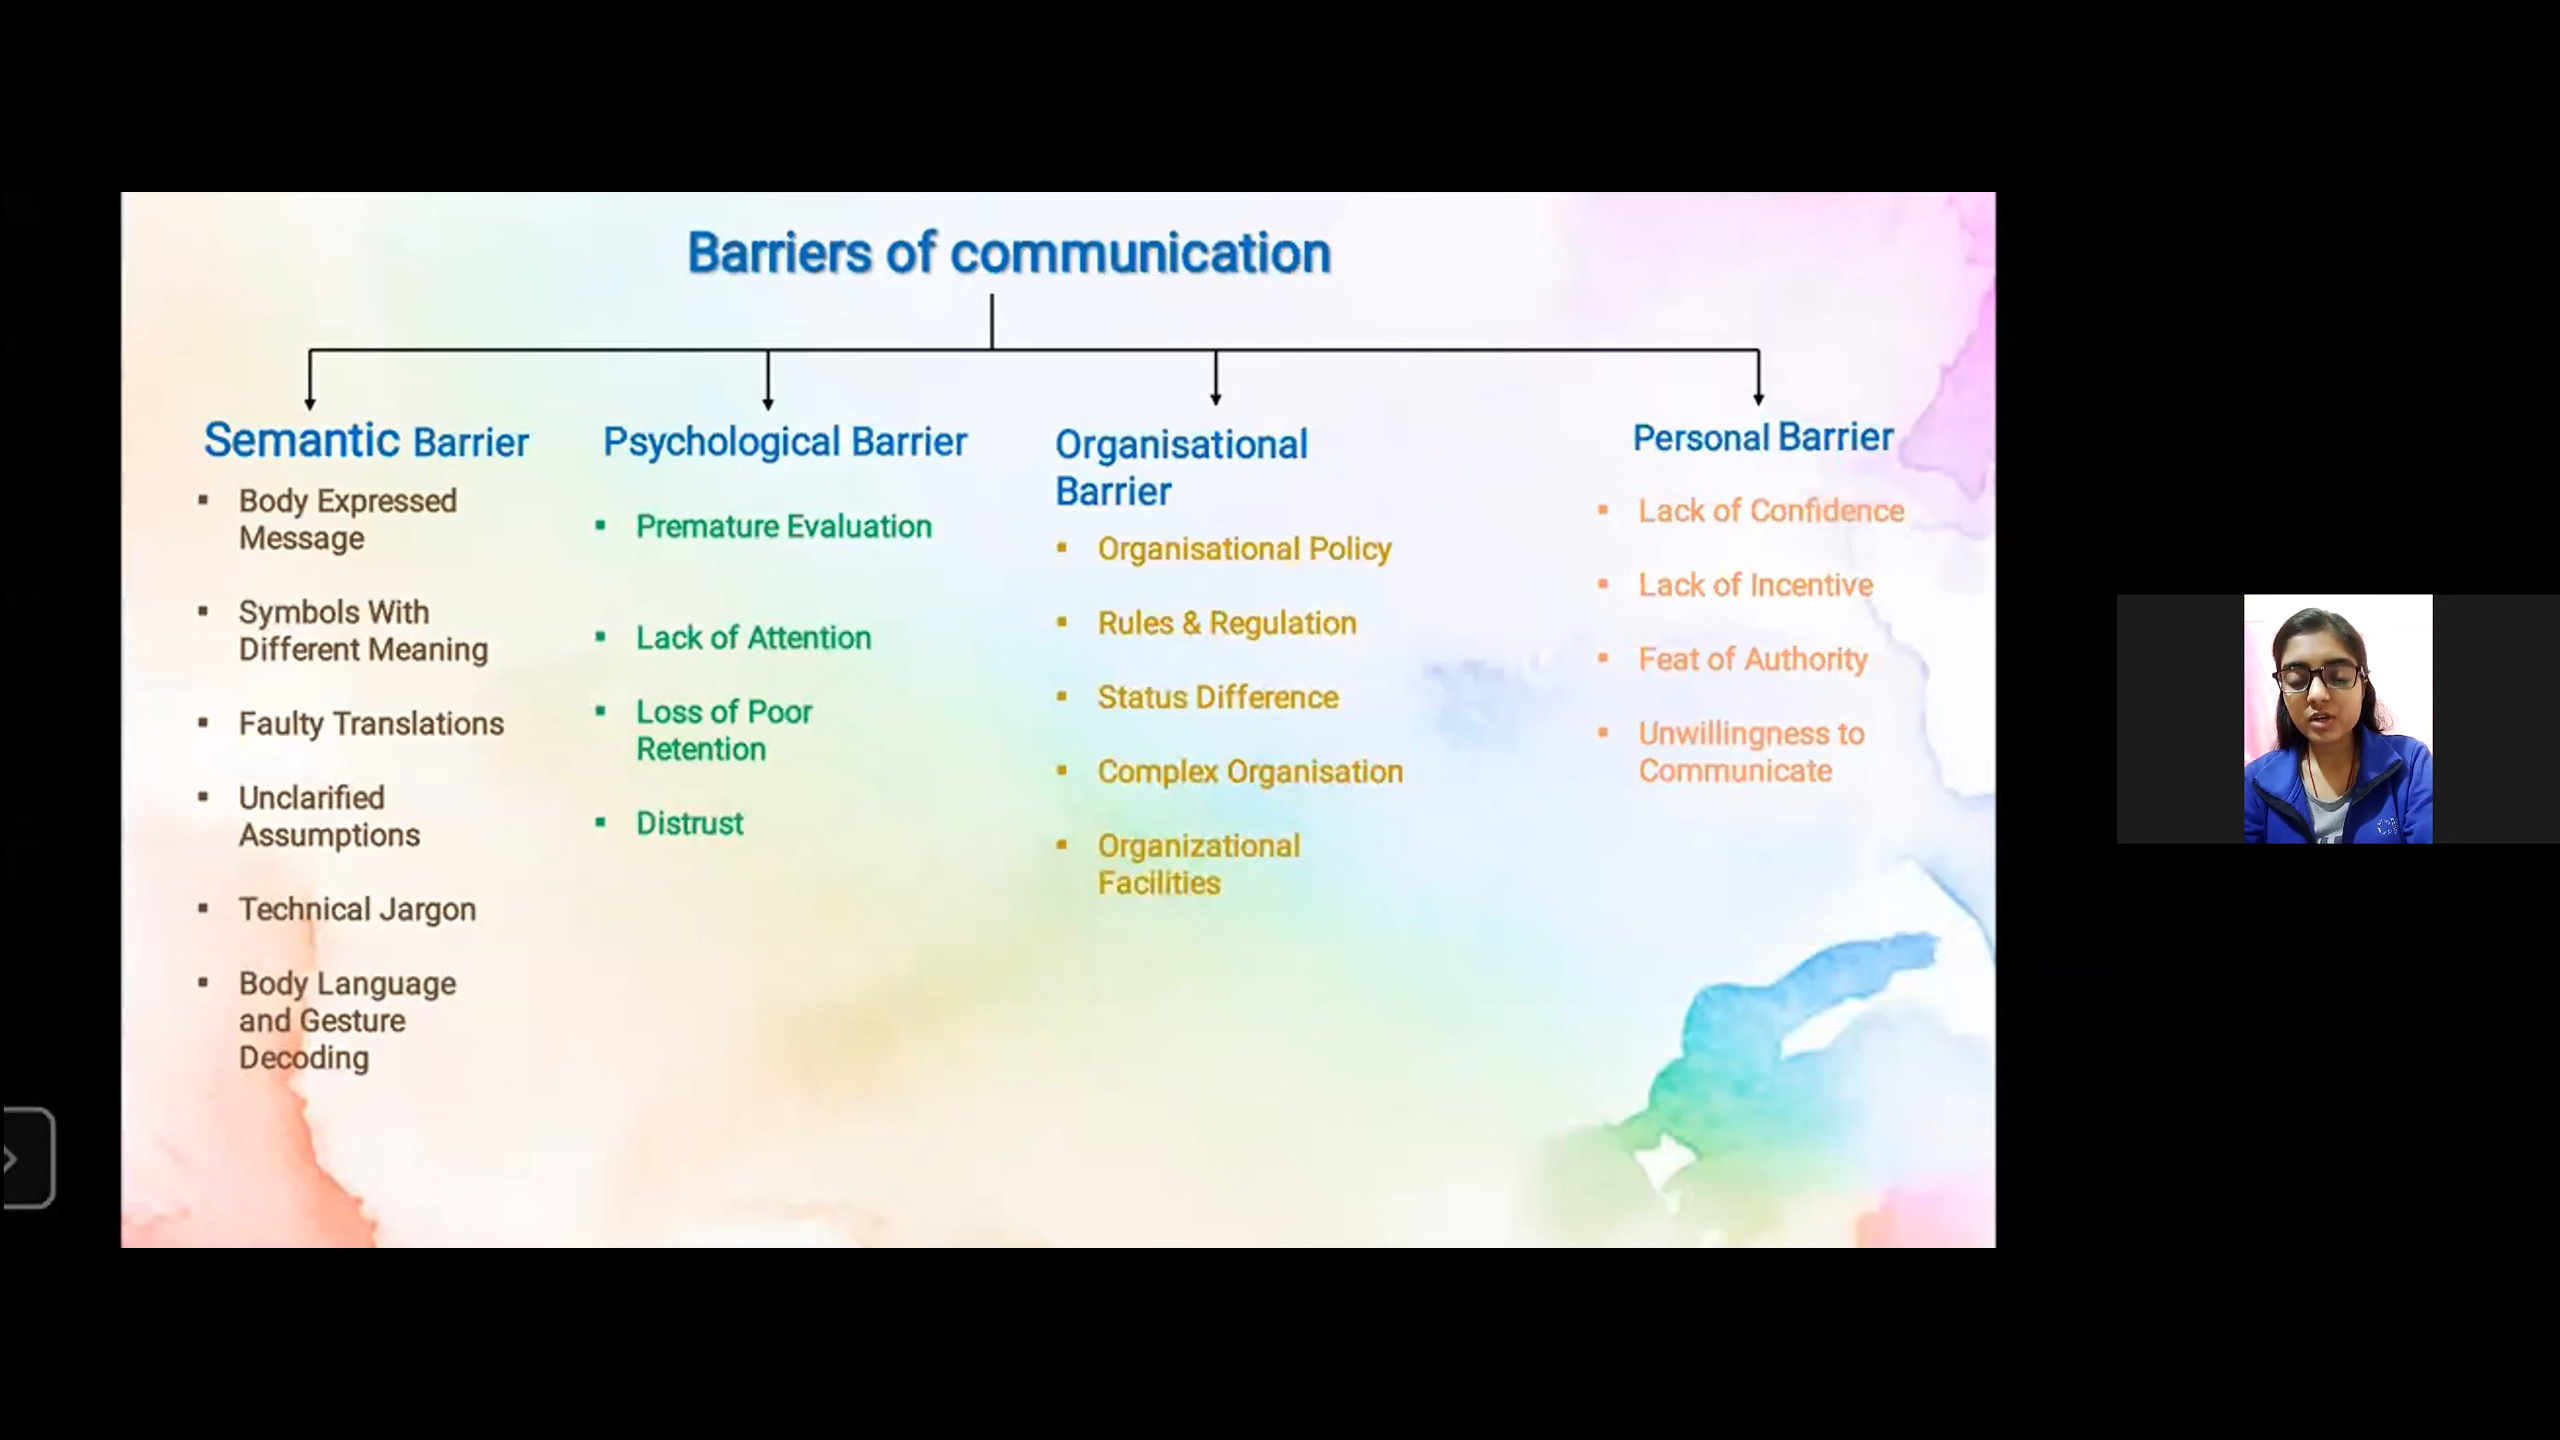 Barriers of communication
Semantic Barrier
Body Expressed
Message
Symbols With
Different Meaning
Faulty Translations
Unclarified
Assumptions
Technical Jargon
Body Language
and Gesture
Decoding
Psychological Barrier
Premature Evaluation
Lack of Attention
Loss of Poor
Retention
Distrust
Organisational
Barrier
Organisational Policy
Rules & Regulation
Status Difference
Complex Organisation
Organizational
Facilities
Personal Barrier
Lack of Confidence
Lack of Incentive
Feat of Authority
Unwillingness to
Communicate